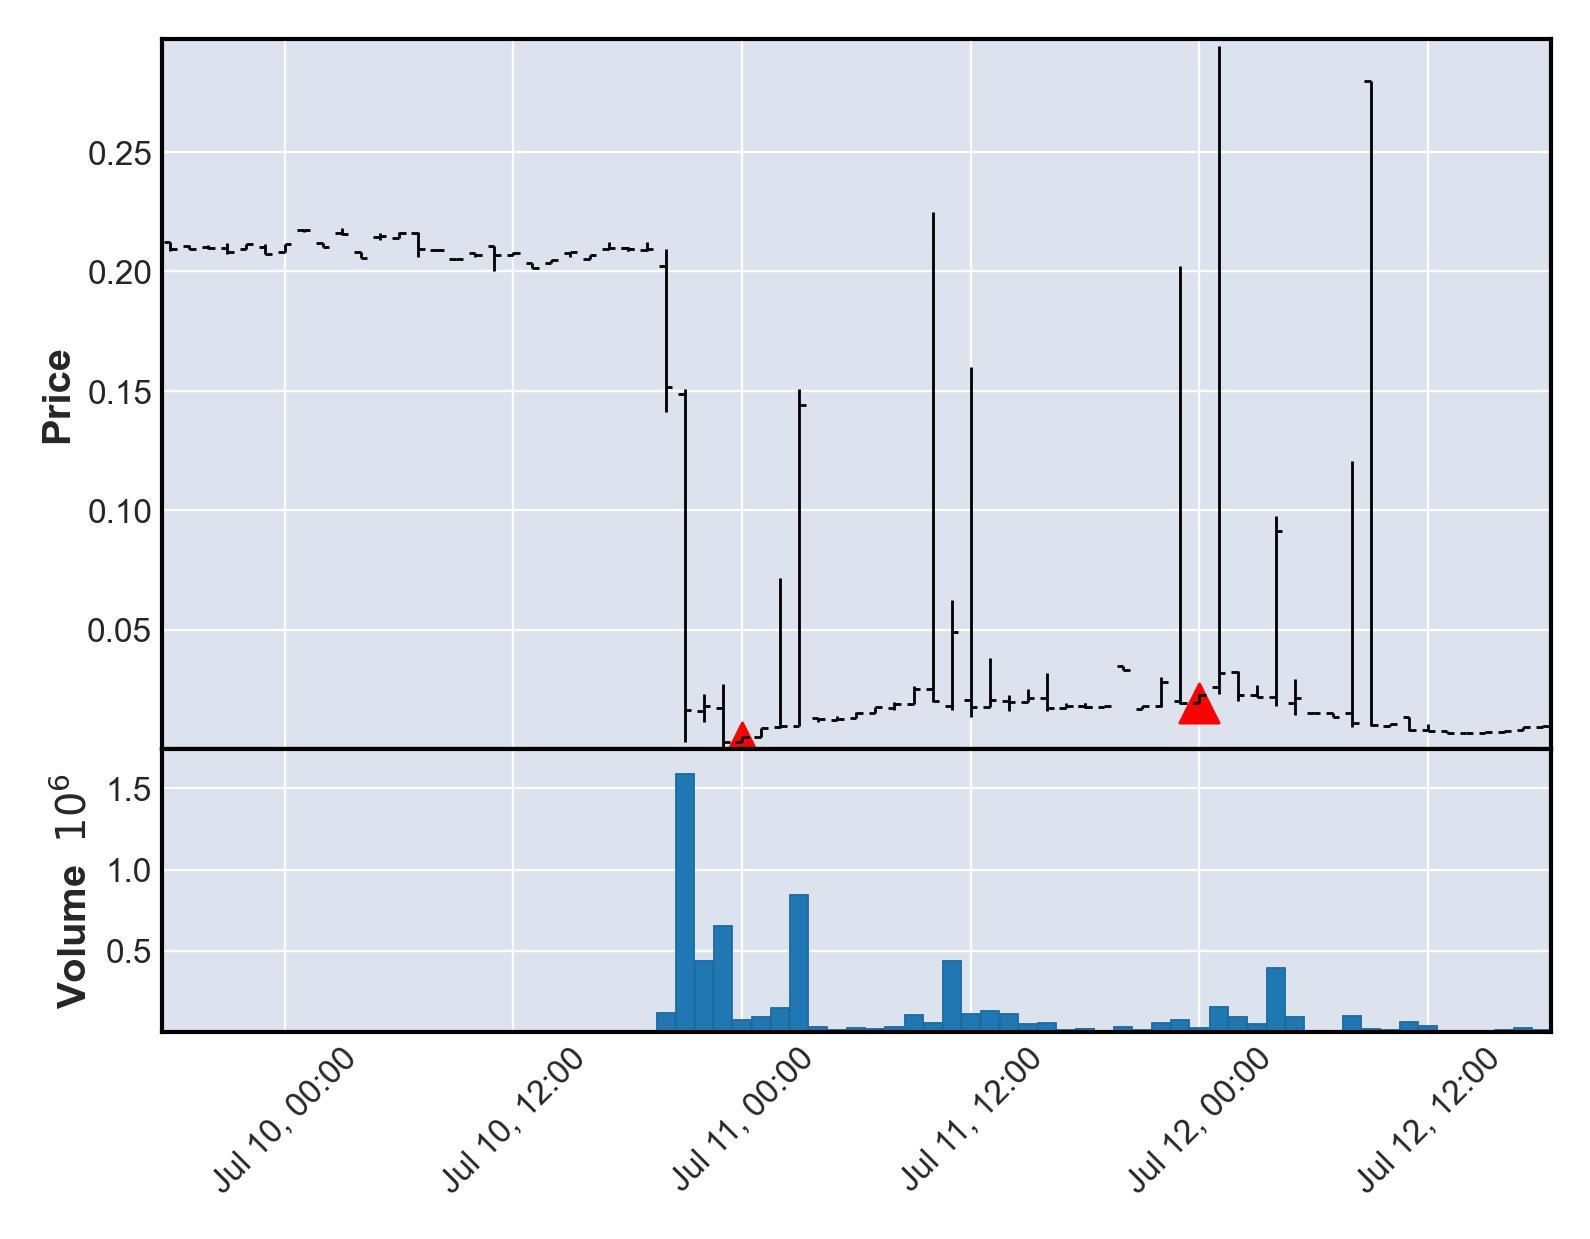 Price
0.25
0.20
0.15
0.10
0.05
Volume 10^6
1.5
1.0
0.5
Jul 10, 00:00
Jul 10, 12:00
Jul 11, 00:00
Jul 11, 12:00
Jul 12, 00:00
Jul 12, 12:00